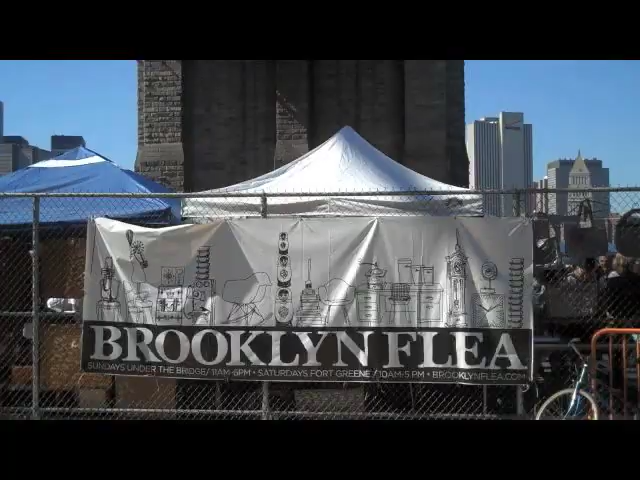 BROOKLYN FLEA
SUNDAYS UNDER THE BRIDGE/ 11AM-6PM • SATURDAYS FORT GREENE / 10AM-5 PM • BROOKLYNFLEA.COM